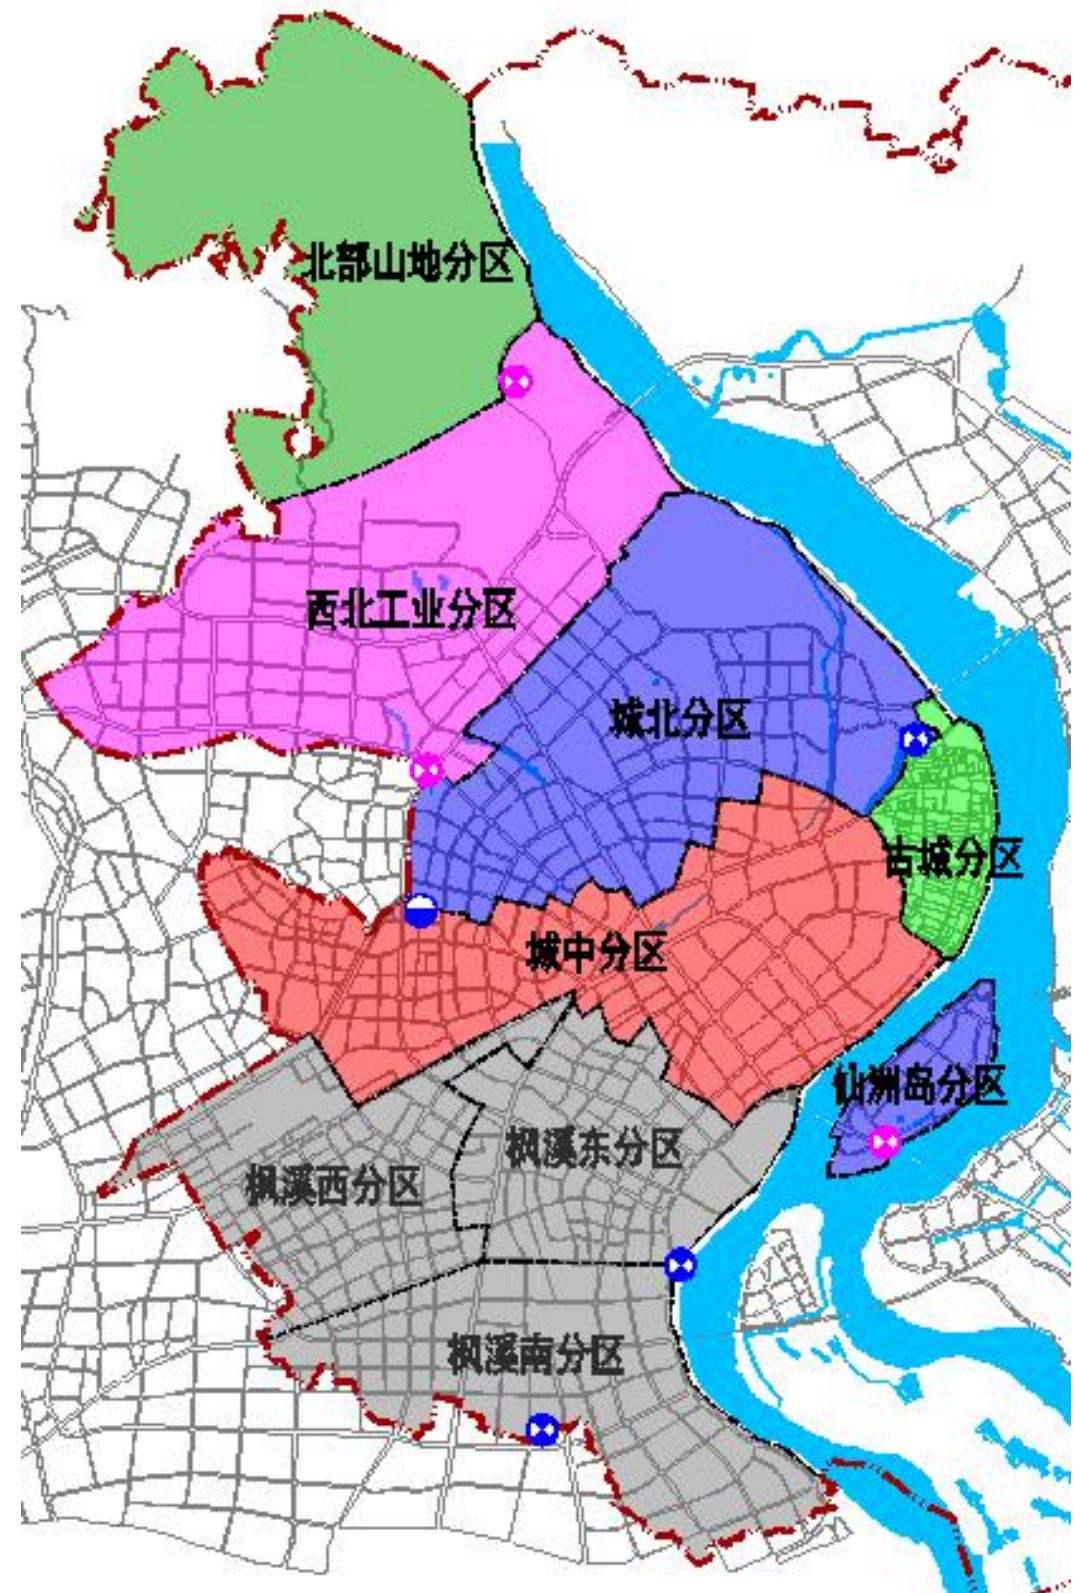 北部山地分区
西北工业分区
城北分区
古城分区
城中分区
仙洲岛分区
枫溪东分区
枫溪西分区
枫溪南分区